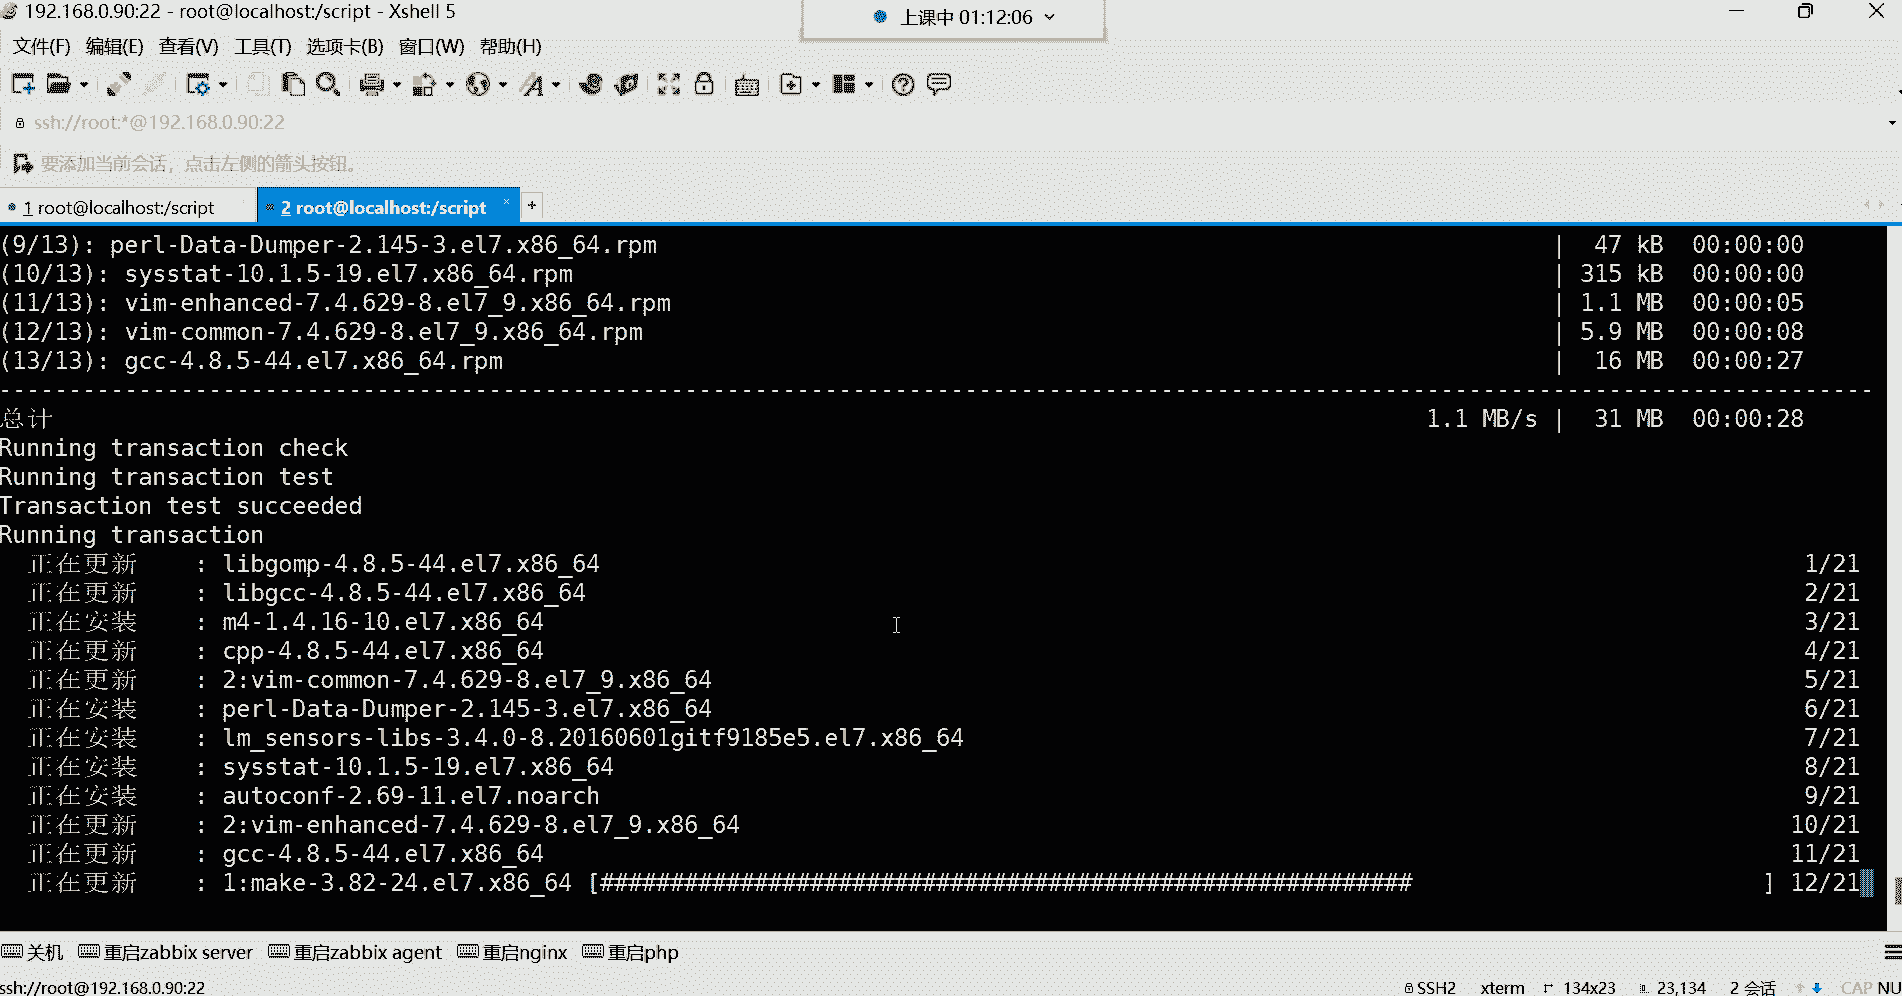 192.168.0.90:22 - root@localhost:/script - Xshell 5
上课中 01:12:06
文件(F) 编辑(E) 查看(V) 工具(T) 选项卡(B) 窗口(W) 帮助(H)
ssh://root:*@192.168.0.90:22
要添加当前会话，点击左侧的箭头按钮。
1 root@localhost:/script 2 root@localhost:/script × +
(9/13): perl-Data-Dumper-2.145-3.el7.x86_64.rpm | 47 kB 00:00:00
(10/13): sysstat-10.1.5-19.el7.x86_64.rpm | 315 kB 00:00:00
(11/13): vim-enhanced-7.4.629-8.el7_9.x86_64.rpm | 1.1 MB 00:00:05
(12/13): vim-common-7.4.629-8.el7_9.x86_64.rpm | 5.9 MB 00:00:08
(13/13): gcc-4.8.5-44.el7.x86_64.rpm | 16 MB 00:00:27
--------------------------------------------------------------------------------------------------------------------------------------
总计 1.1 MB/s | 31 MB 00:00:28
Running transaction check
Running transaction test
Transaction test succeeded
Running transaction
正在更新 : libgomp-4.8.5-44.el7.x86_64 1/21
正在更新 : libgcc-4.8.5-44.el7.x86_64 2/21
正在安装 : m4-1.4.16-10.el7.x86_64 3/21
正在更新 : cpp-4.8.5-44.el7.x86_64 4/21
正在更新 : 2:vim-common-7.4.629-8.el7_9.x86_64 5/21
正在安装 : perl-Data-Dumper-2.145-3.el7.x86_64 6/21
正在安装 : lm_sensors-libs-3.4.0-8.20160601gitf9185e5.el7.x86_64 7/21
正在安装 : sysstat-10.1.5-19.el7.x86_64 8/21
正在安装 : autoconf-2.69-11.el7.noarch 9/21
正在更新 : 2:vim-enhanced-7.4.629-8.el7_9.x86_64 10/21
正在更新 : gcc-4.8.5-44.el7.x86_64 11/21
正在更新 : 1:make-3.82-24.el7.x86_64 [########################################################## ] 12/21
关机 重启zabbix server 重启zabbix agent 重启nginx 重启php
ssh://root@192.168.0.90:22 SSH2 xterm 134x23 23,134 2 会话 CAP NU